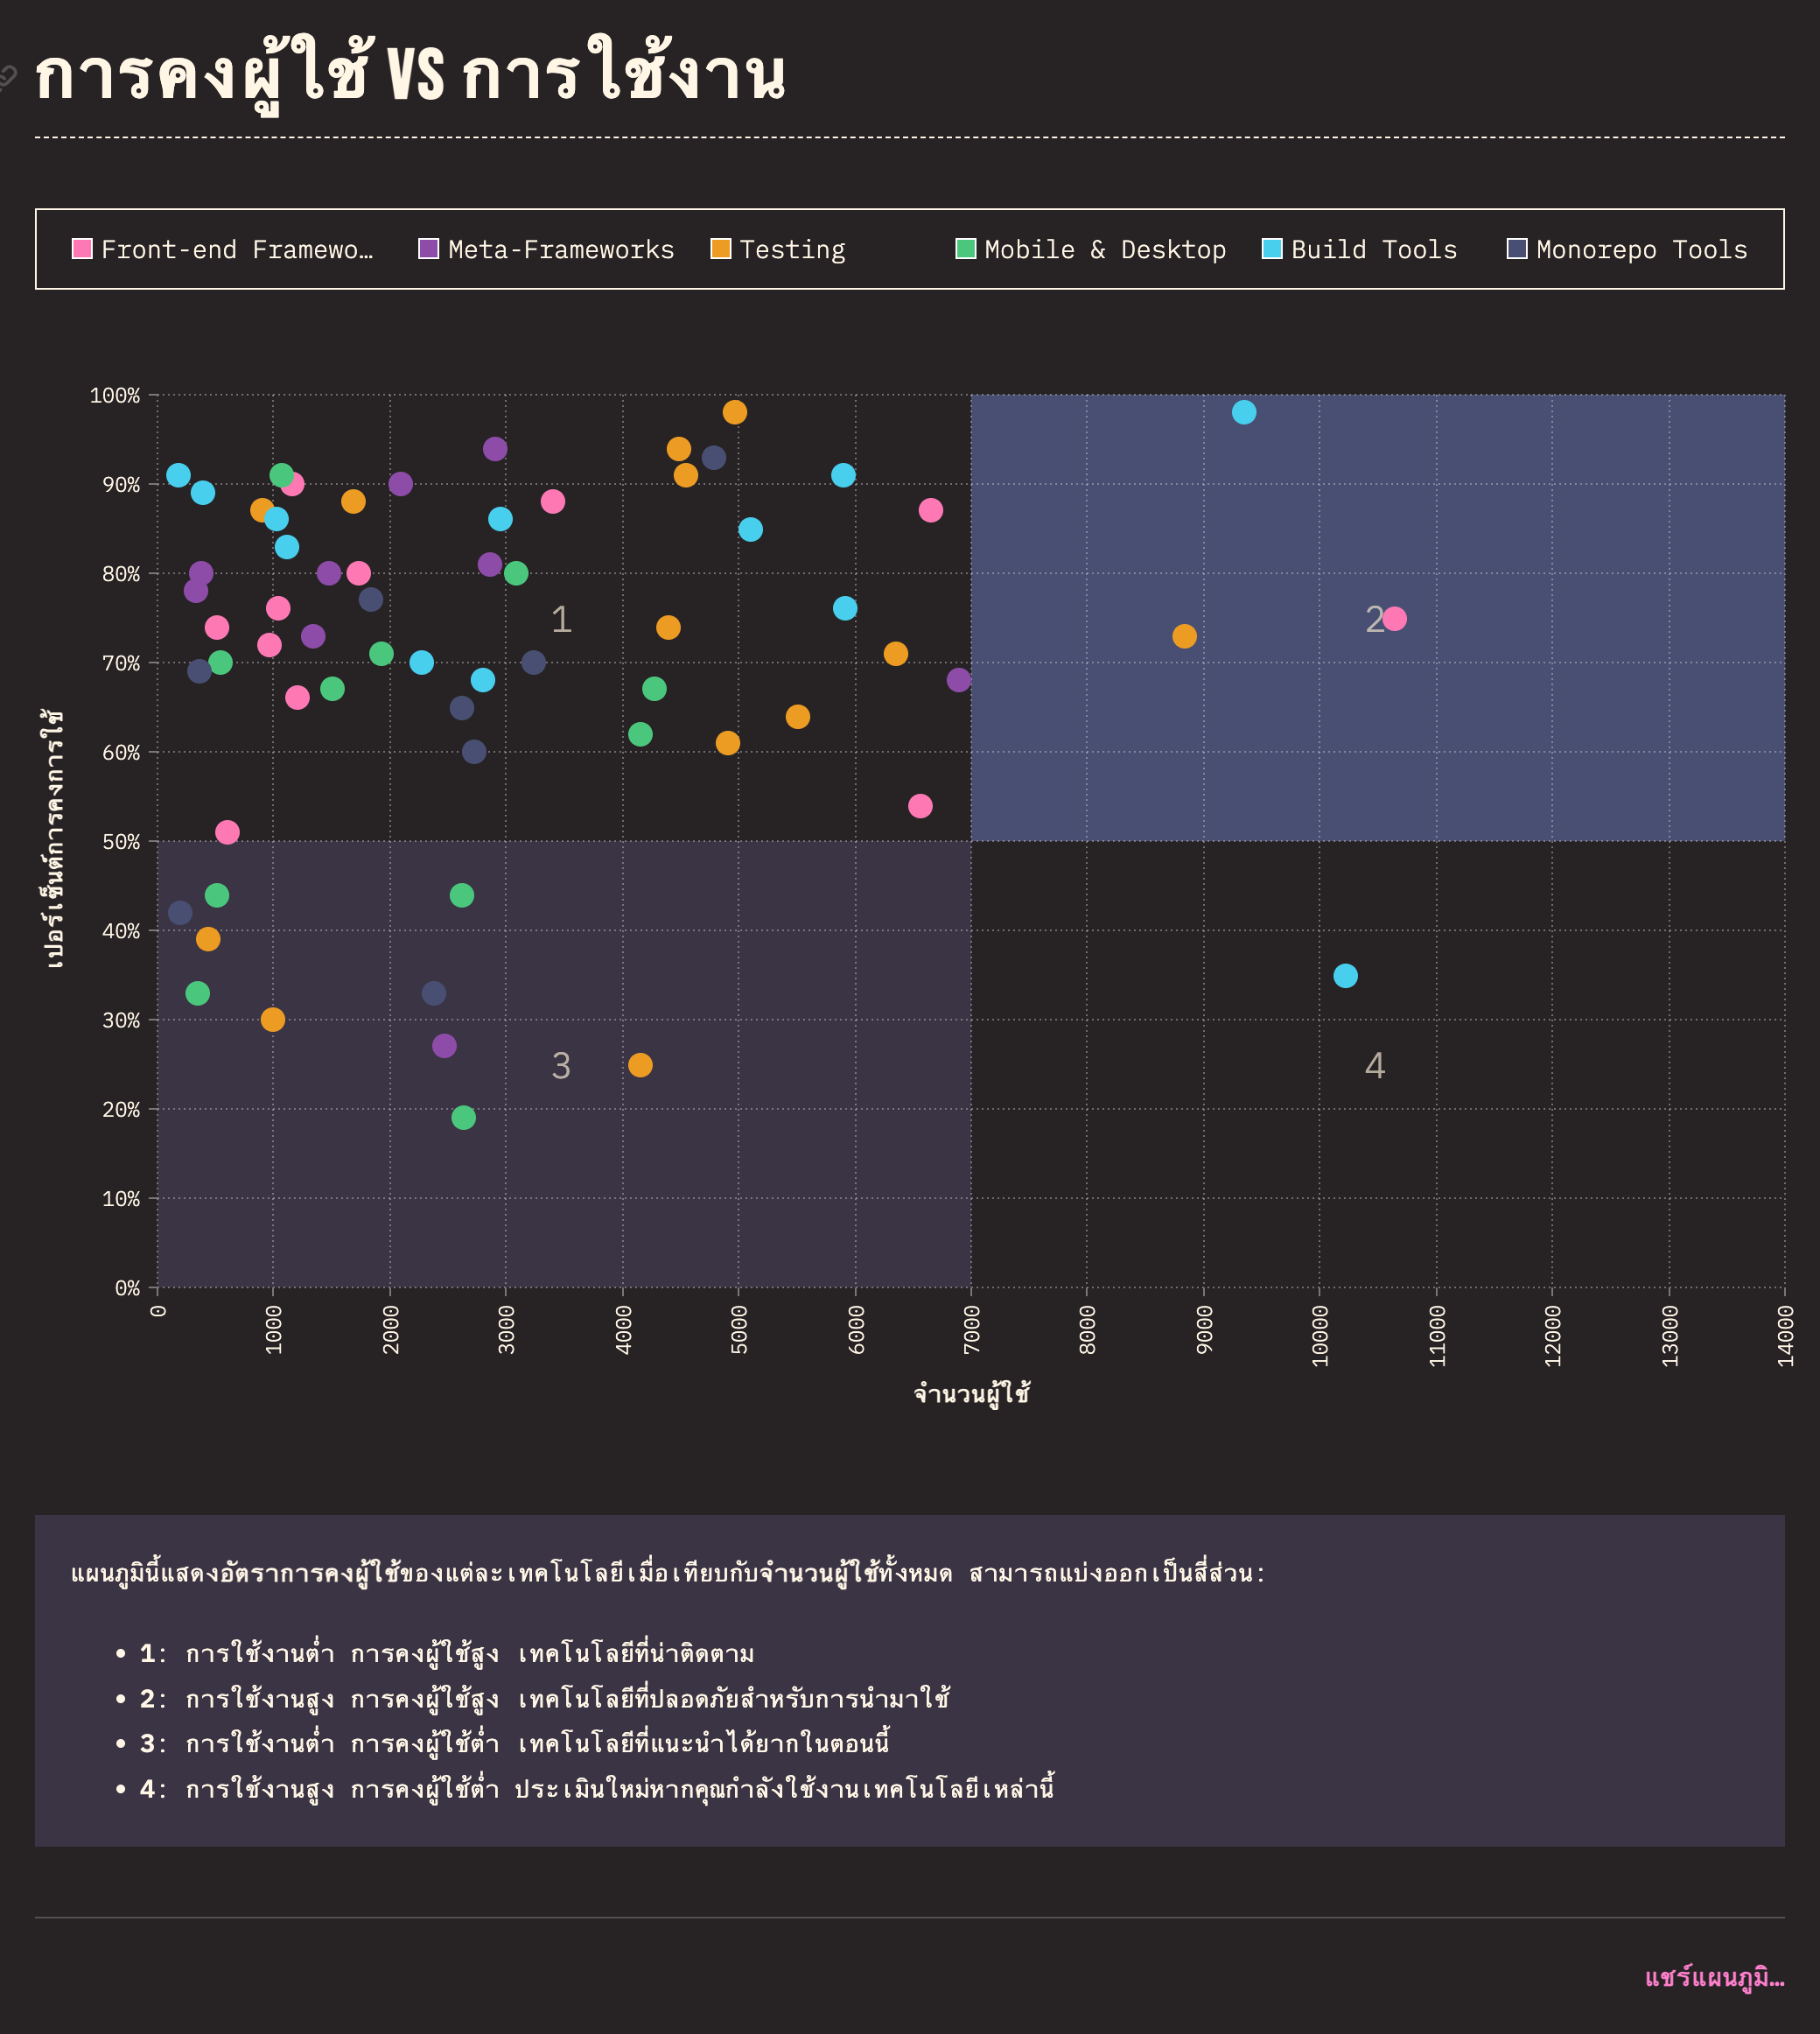 การคงผู้ใช้ VS การใช้งาน
Front-end Framewo… Meta-Frameworks Testing Mobile & Desktop Build Tools Monorepo Tools
100%
90%
80%
70%
60%
50%
40%
30%
20%
10%
0%
เปอร์เซ็นต์การคงการใช้
1
2
3
4
0 1000 2000 3000 4000 5000 6000 7000 8000 9000 10000 11000 12000 13000 14000
จำนวนผู้ใช้
แผนภูมินี้แสดงอัตราการคงผู้ใช้ของแต่ละเทคโนโลยีเมื่อเทียบกับจำนวนผู้ใช้ทั้งหมด สามารถแบ่งออกเป็นสี่ส่วน:
• 1: การใช้งานต่ำ การคงผู้ใช้สูง เทคโนโลยีที่น่าติดตาม
• 2: การใช้งานสูง การคงผู้ใช้สูง เทคโนโลยีที่ปลอดภัยสำหรับการนำมาใช้
• 3: การใช้งานต่ำ การคงผู้ใช้ต่ำ เทคโนโลยีที่แนะนำได้ยากในตอนนี้
• 4: การใช้งานสูง การคงผู้ใช้ต่ำ ประเมินใหม่หากคุณกำลังใช้งานเทคโนโลยีเหล่านี้
แชร์แผนภูมิ…